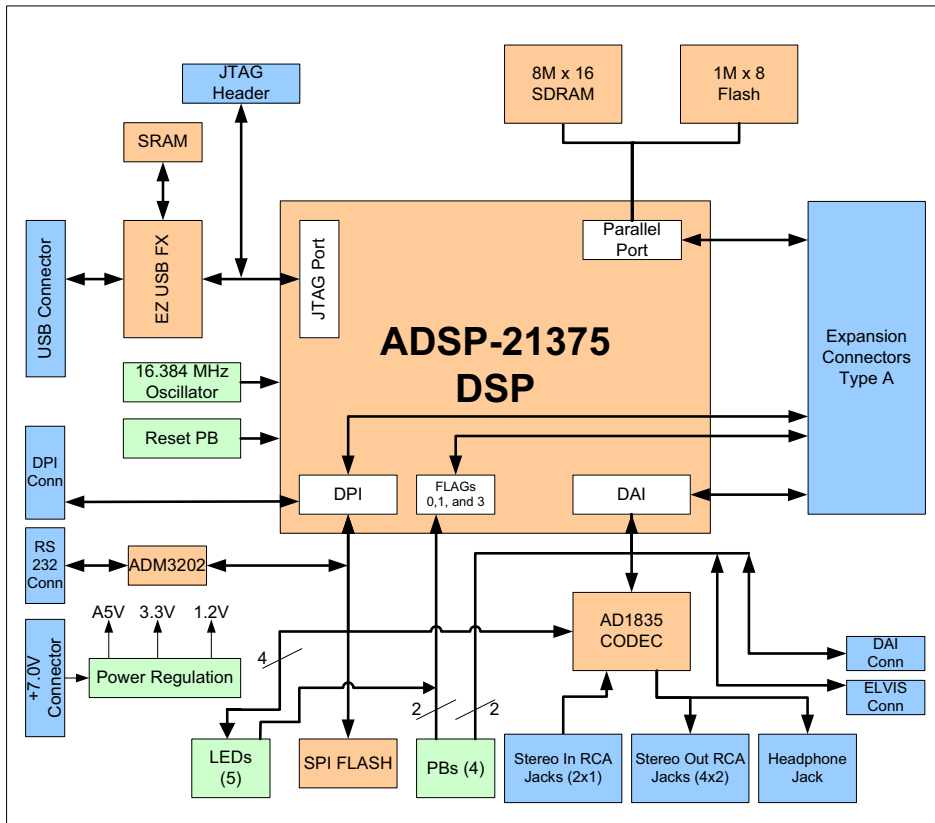 JTAG
Header
8M x 16
SDRAM
1M x 8
Flash
SRAM
USB Connector
EZ USB FX
JTAG Port
Parallel
Port
ADSP-21375
DSP
Expansion
Connectors
Type A
16.384 MHz
Oscillator
Reset PB
DPI
Conn
DPI
FLAGs
0,1, and 3
DAI
RS
232
Conn
ADM3202
A5V
3.3V
1.2V
+7.0V
Connector
Power Regulation
4
2
2
AD1835
CODEC
DAI
Conn
ELVIS
Conn
LEDs
(5)
SPI FLASH
PBs (4)
Stereo In RCA
Jacks (2x1)
Stereo Out RCA
Jacks (4x2)
Headphone
Jack